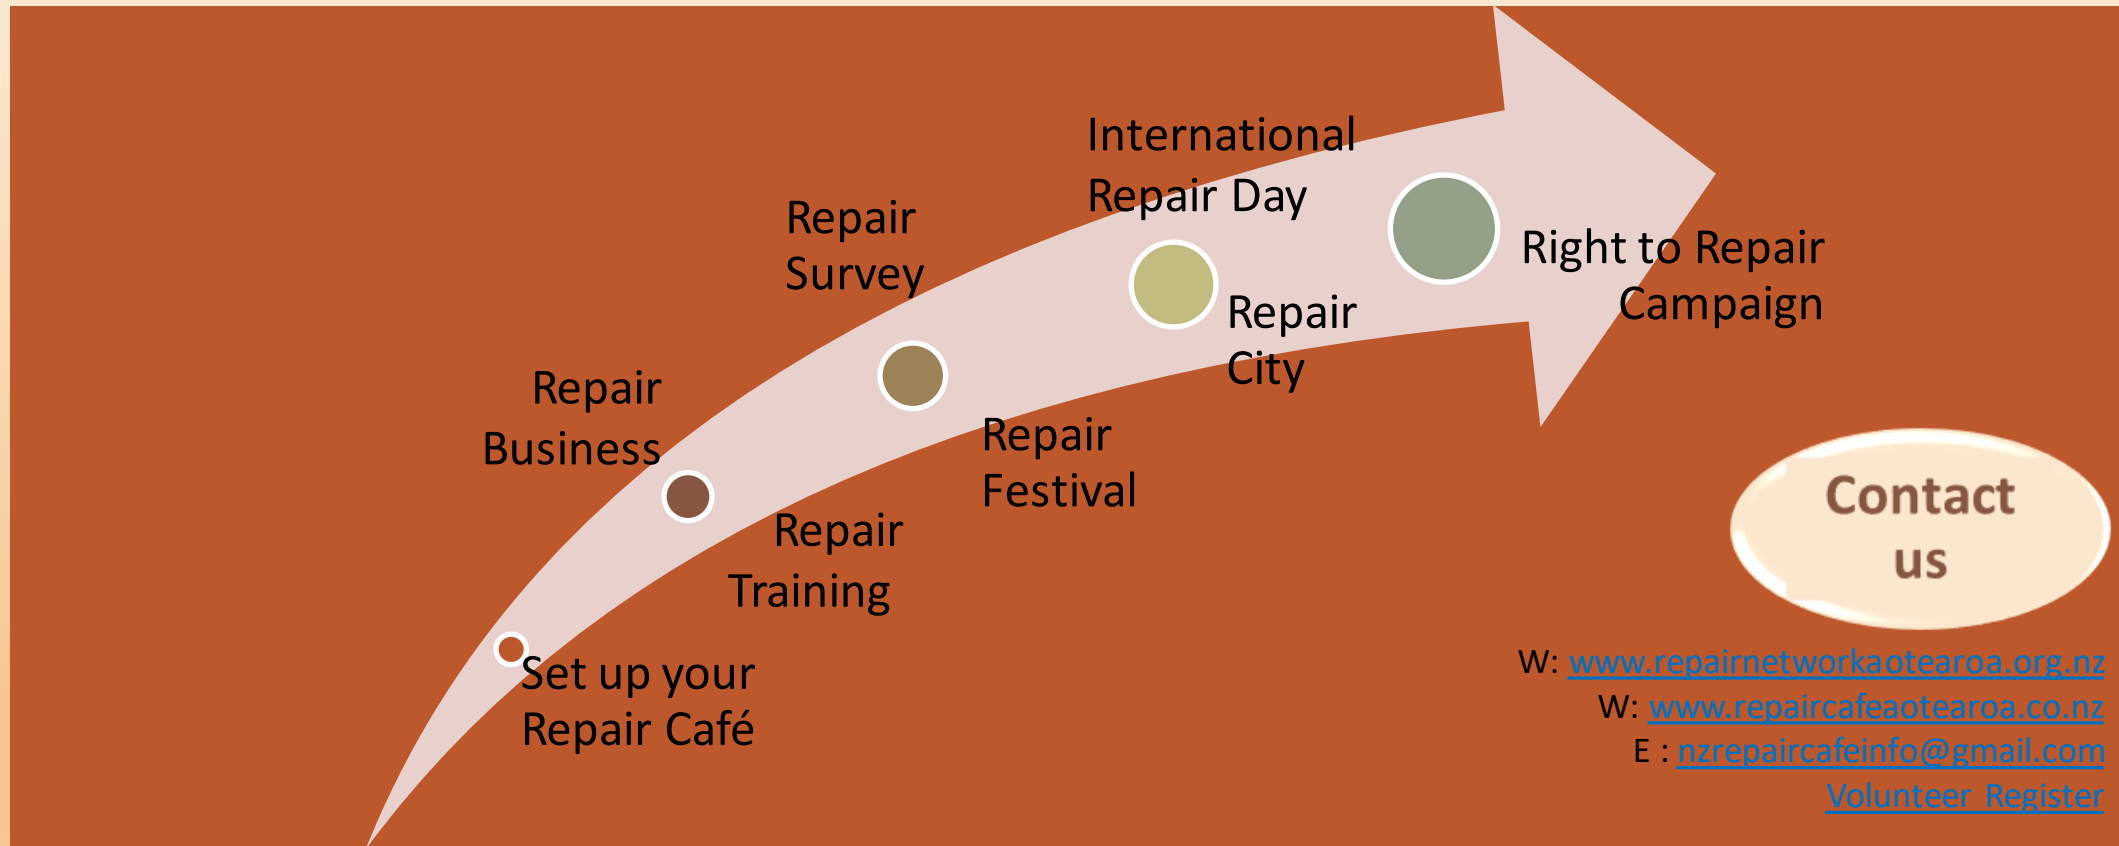 International
Repair Day
Repair
Survey
Right to Repair
Campaign
Repair
City
Repair
Business
Repair
Festival
Repair
Training
Set up your
Repair Café
Contact
us
W: www.repairnetworkaotearoa.org.nz
W: www.repaircafeaotearoa.co.nz
E : nzrepaircafeinfo@gmail.com
Volunteer Register